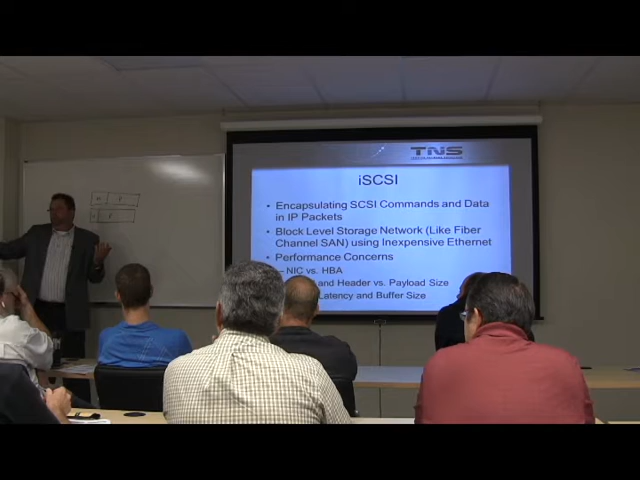 TNS
iSCSI
• Encapsulating SCSI Commands and Data
in IP Packets
• Block Level Storage Network (Like Fiber
Channel SAN) using Inexpensive Ethernet
• Performance Concerns
– NIC vs. HBA
and Header vs. Payload Size
Latency and Buffer Size